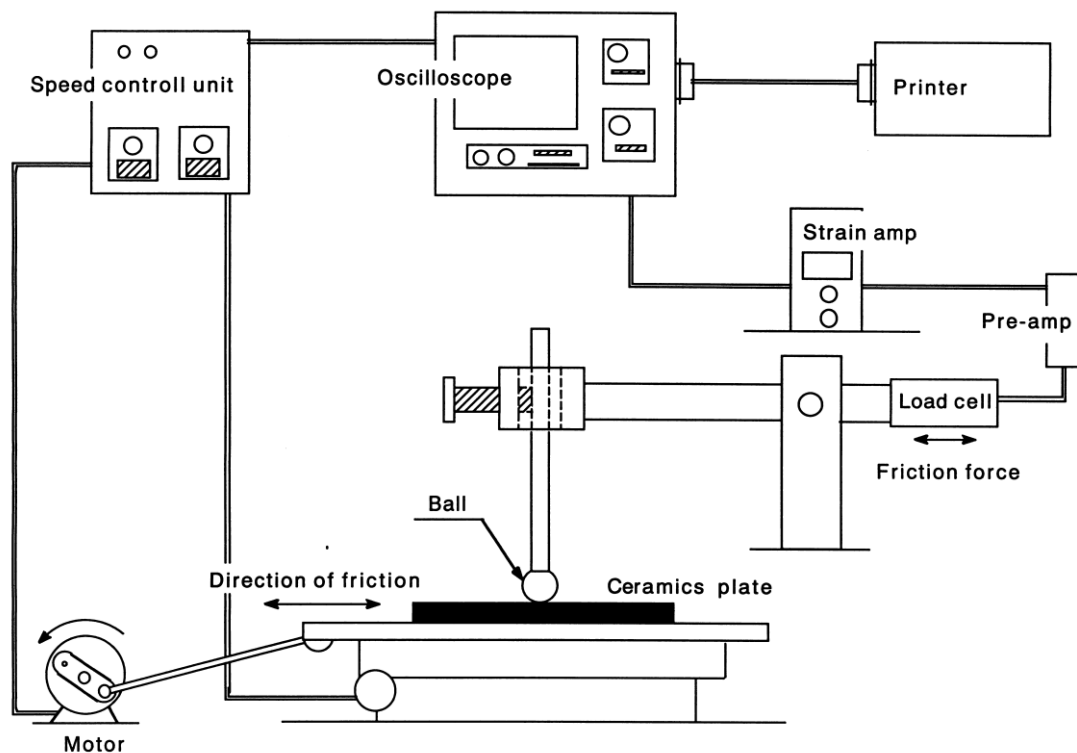 Speed controll unit
Oscilloscope
Printer
Strain amp
Pre-amp
Load cell
Friction force
Ball
Direction of friction
Ceramics plate
Motor